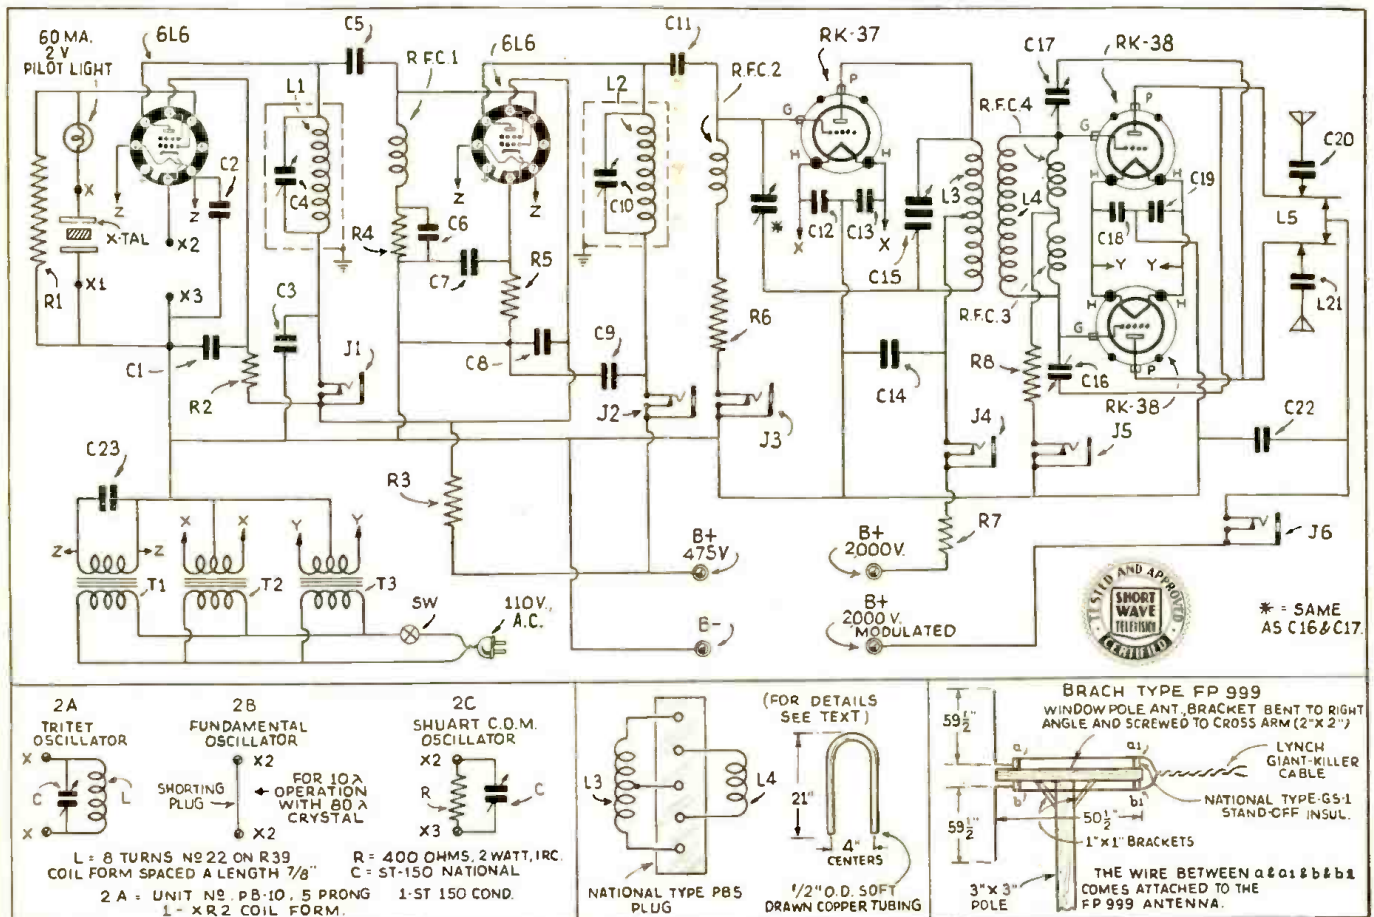 60 MA.
2 V
PILOT LIGHT
6L6
C5
R.F.C.1
6L6
C11
R.F.C.2
RK-37
C17
RK-38
P
P
L1
L2
G
G
R.F.C.4
C20
C2
Z
Z
C4
Z
Z
C10
H
H
H
H
C19
X
X-TAL
X2
R4
C6
*
X
C12
C13
X
L3
L4
C18
L5
R1
X1
X3
C3
C7
R5
C15
Y
Y
H
H
L21
R.F.C.3
G
R6
C1
R2
J1
C8
C9
C14
R8
C16
P
RK-38
J2
J3
J4
J5
C22
C23
R3
R7
X
X
Y
Y
Z
Z
T1
T2
T3
B+
475V
B+
2000V.
J6
SW
110V.,
A.C.
B-
B+
2000V.
MODULATED
TESTED AND APPROVED
SHORT
WAVE
TELEVISION
CERTIFIED
* = SAME
AS C16 & C17.
2A
TRITET
OSCILLATOR
X
C
L
X
2B
FUNDAMENTAL
OSCILLATOR
X2
SHORTING
PLUG
FOR 10 λ
OPERATION
WITH 80 λ
CRYSTAL
X2
2C
SHUART C.O.M.
OSCILLATOR
X2
R
C
X3
L = 8 TURNS Nº 22 ON R39
COIL FORM SPACED A LENGTH 7/8"
2A = UNIT Nº. PB-10, 5 PRONG
1 - XR2 COIL FORM.
R = 400 OHMS, 2 WATT, IRC.
C = ST-150 NATIONAL
1-ST 150 COND.
L3
L4
NATIONAL TYPE PB5
PLUG
(FOR DETAILS
SEE TEXT)
21"
4"
CENTERS
1/2" O.D. SOFT
DRAWN COPPER TUBING
BRACH TYPE FP 999
WINDOW POLE ANT., BRACKET BENT TO RIGHT
ANGLE AND SCREWED TO CROSS ARM (2" X 2")
59 1/2"
a
a1
LYNCH
GIANT-KILLER
CABLE
b
b1
59 1/2"
50 1/2"
NATIONAL TYPE-GS-1
STAND-OFF INSUL.
1" X 1" BRACKETS
3" X 3"
POLE
THE WIRE BETWEEN a & a1 & b & b1
COMES ATTACHED TO THE
FP 999 ANTENNA.